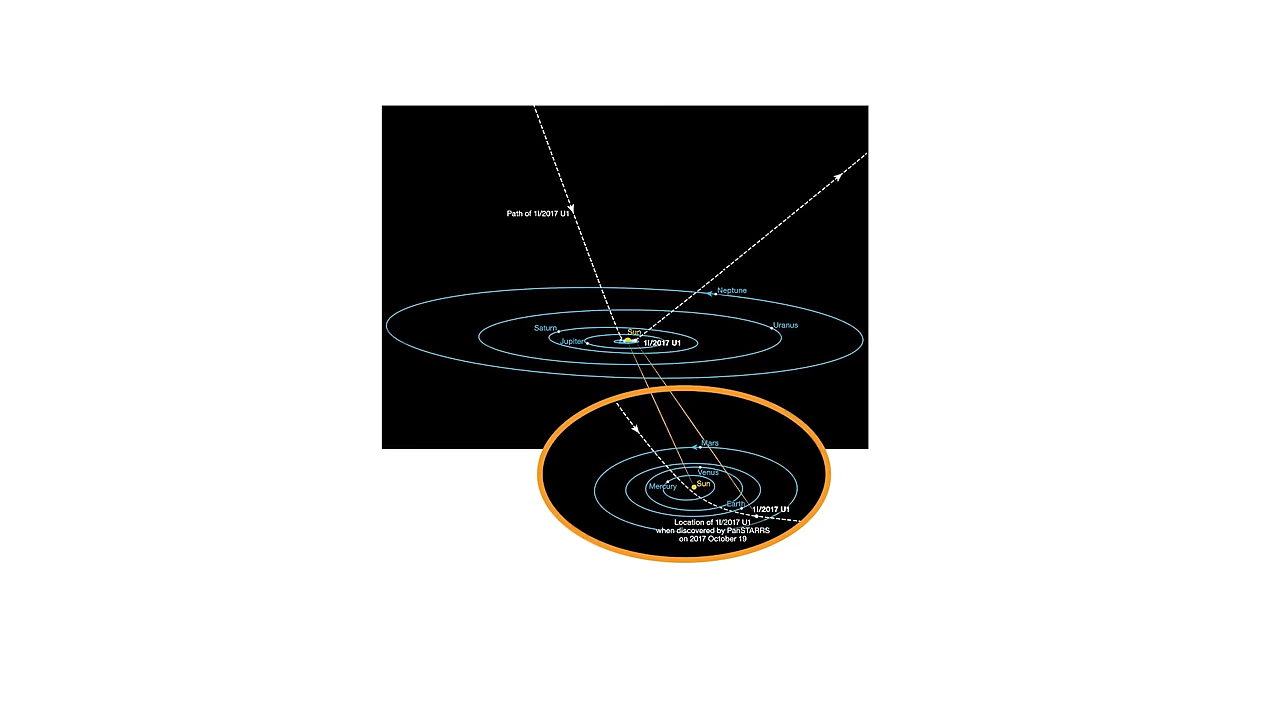 Path of 1I/2017 U1
Neptune
Uranus
Saturn
Sun
Jupiter
1I/2017 U1
Mars
Venus
Mercury
Sun
Earth
1I/2017 U1
Location of 1I/2017 U1
when discovered by PanSTARRS
on 2017 October 19